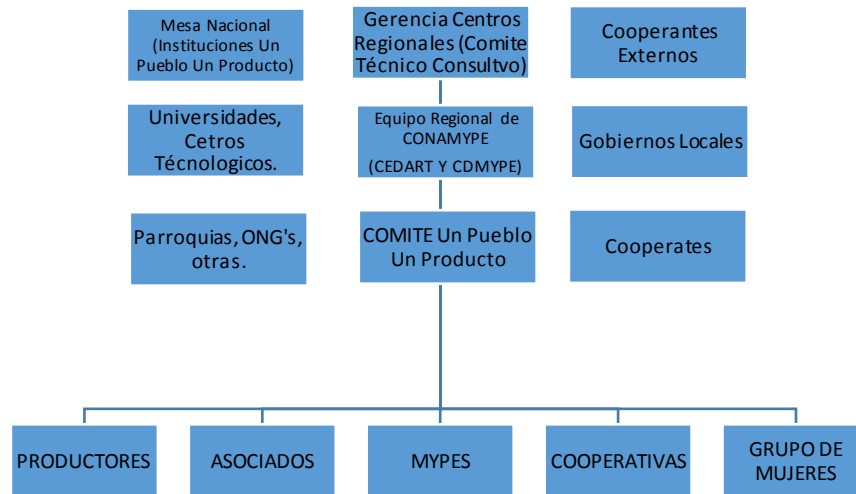 Mesa Nacional
(Instituciones Un
Pueblo Un Producto)
Gerencia Centros
Regionales (Comite
Técnico Consultvo)
Cooperantes
Externos
Universidades,
Cetros
Técnologicos.
Equipo Regional de
CONAMYPE
(CEDART Y CDMYPE)
Gobiernos Locales
Parroquias, ONG's,
otras.
COMITE Un Pueblo
Un Producto
Cooperates
PRODUCTORES
ASOCIADOS
MYPES
COOPERATIVAS
GRUPO DE
MUJERES